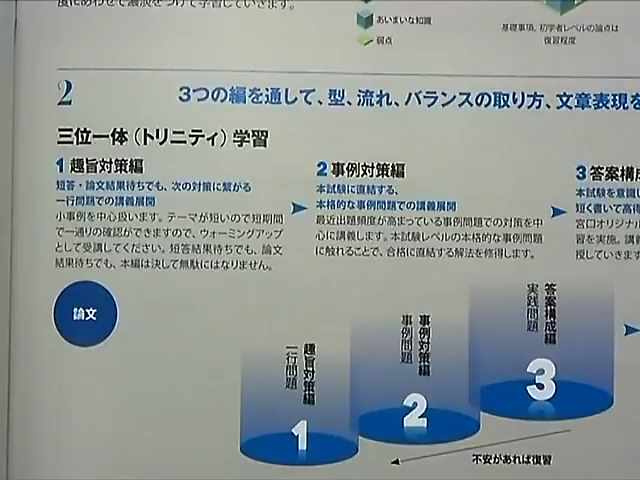 度にあわせて濃淡をつけて学習していきます。
あいまいな知識
弱点
基礎事項、初学者レベルの論点は
復習程度
2
3つの編を通して、型、流れ、バランスの取り方、文章表現を
三位一体(トリニティ)学習
1 趣旨対策編
短答・論文結果待ちでも、次の対策に繋がる
一行問題での講義展開
小事例を中心扱います。テーマが短いので短期間
で一通りの確認ができますので、ウォーミングアップ
として受講してください。短答結果待ちでも、論文
結果待ちでも、本編は決して無駄にはなりません。
2 事例対策編
本試験に直結する、
本格的な事例問題での講義展開
最近出題頻度が高まっている事例問題での対策を中
心に講義します。本試験レベルの本格的な事例問題
に触れることで、合格に直結する解法を修得します。
3 答案構成
本試験を意識し
短く書いて高得
宮口オリジナル
習を実施。講義
授していきます
論文
趣旨対策編
一行問題
1
事例対策編
事例問題
2
答案構成編
実践問題
3
不安があれば復習